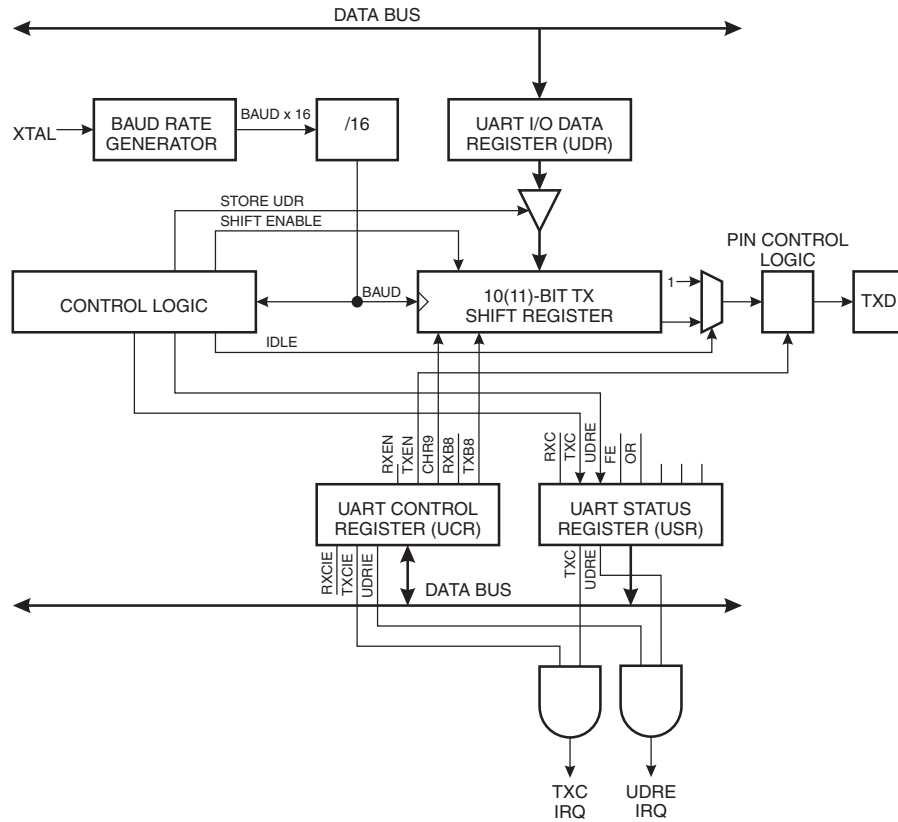 DATA BUS
XTAL
BAUD RATE
GENERATOR
BAUD x 16
/16
UART I/O DATA
REGISTER (UDR)
STORE UDR
SHIFT ENABLE
PIN CONTROL
LOGIC
CONTROL LOGIC
BAUD
10(11)-BIT TX
SHIFT REGISTER
1
TXD
IDLE
RXEN
TXEN
CHR9
RXB8
TXB8
RXC
TXC
UDRE
FE
OR
UART CONTROL
REGISTER (UCR)
UART STATUS
REGISTER (USR)
RXCIE
TXCIE
UDRIE
TXC
UDRE
DATA BUS
TXC
IRQ
UDRE
IRQ